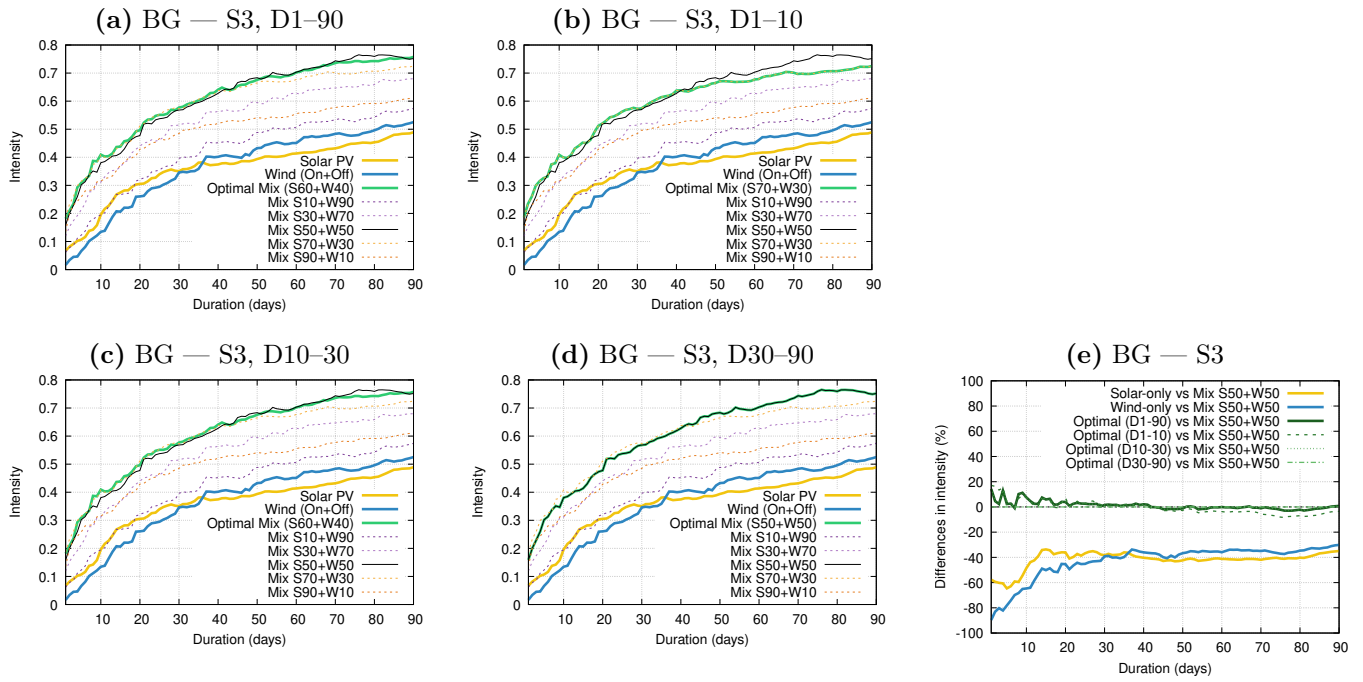 (a) BG — S3, D1–90
0.8
0.7
0.6
0.5
0.4
0.3
0.2
0.1
0
Intensity
Solar PV
Wind (On+Off)
Optimal Mix (S60+W40)
Mix S10+W90
Mix S30+W70
Mix S50+W50
Mix S70+W30
Mix S90+W10
10 20 30 40 50 60 70 80 90
Duration (days)
(b) BG — S3, D1–10
0.8
0.7
0.6
0.5
0.4
0.3
0.2
0.1
0
Intensity
Solar PV
Wind (On+Off)
Optimal Mix (S70+W30)
Mix S10+W90
Mix S30+W70
Mix S50+W50
Mix S70+W30
Mix S90+W10
10 20 30 40 50 60 70 80 90
Duration (days)
(c) BG — S3, D10–30
0.8
0.7
0.6
0.5
0.4
0.3
0.2
0.1
0
Intensity
Solar PV
Wind (On+Off)
Optimal Mix (S60+W40)
Mix S10+W90
Mix S30+W70
Mix S50+W50
Mix S70+W30
Mix S90+W10
10 20 30 40 50 60 70 80 90
Duration (days)
(d) BG — S3, D30–90
0.8
0.7
0.6
0.5
0.4
0.3
0.2
0.1
0
Intensity
Solar PV
Wind (On+Off)
Optimal Mix (S50+W50)
Mix S10+W90
Mix S30+W70
Mix S50+W50
Mix S70+W30
Mix S90+W10
10 20 30 40 50 60 70 80 90
Duration (days)
(e) BG — S3
100
80
60
40
20
0
-20
-40
-60
-80
-100
Differences in intensity (%)
Solar-only vs Mix S50+W50
Wind-only vs Mix S50+W50
Optimal (D1-90) vs Mix S50+W50
Optimal (D1-10) vs Mix S50+W50
Optimal (D10-30) vs Mix S50+W50
Optimal (D30-90) vs Mix S50+W50
10 20 30 40 50 60 70 80 90
Duration (days)